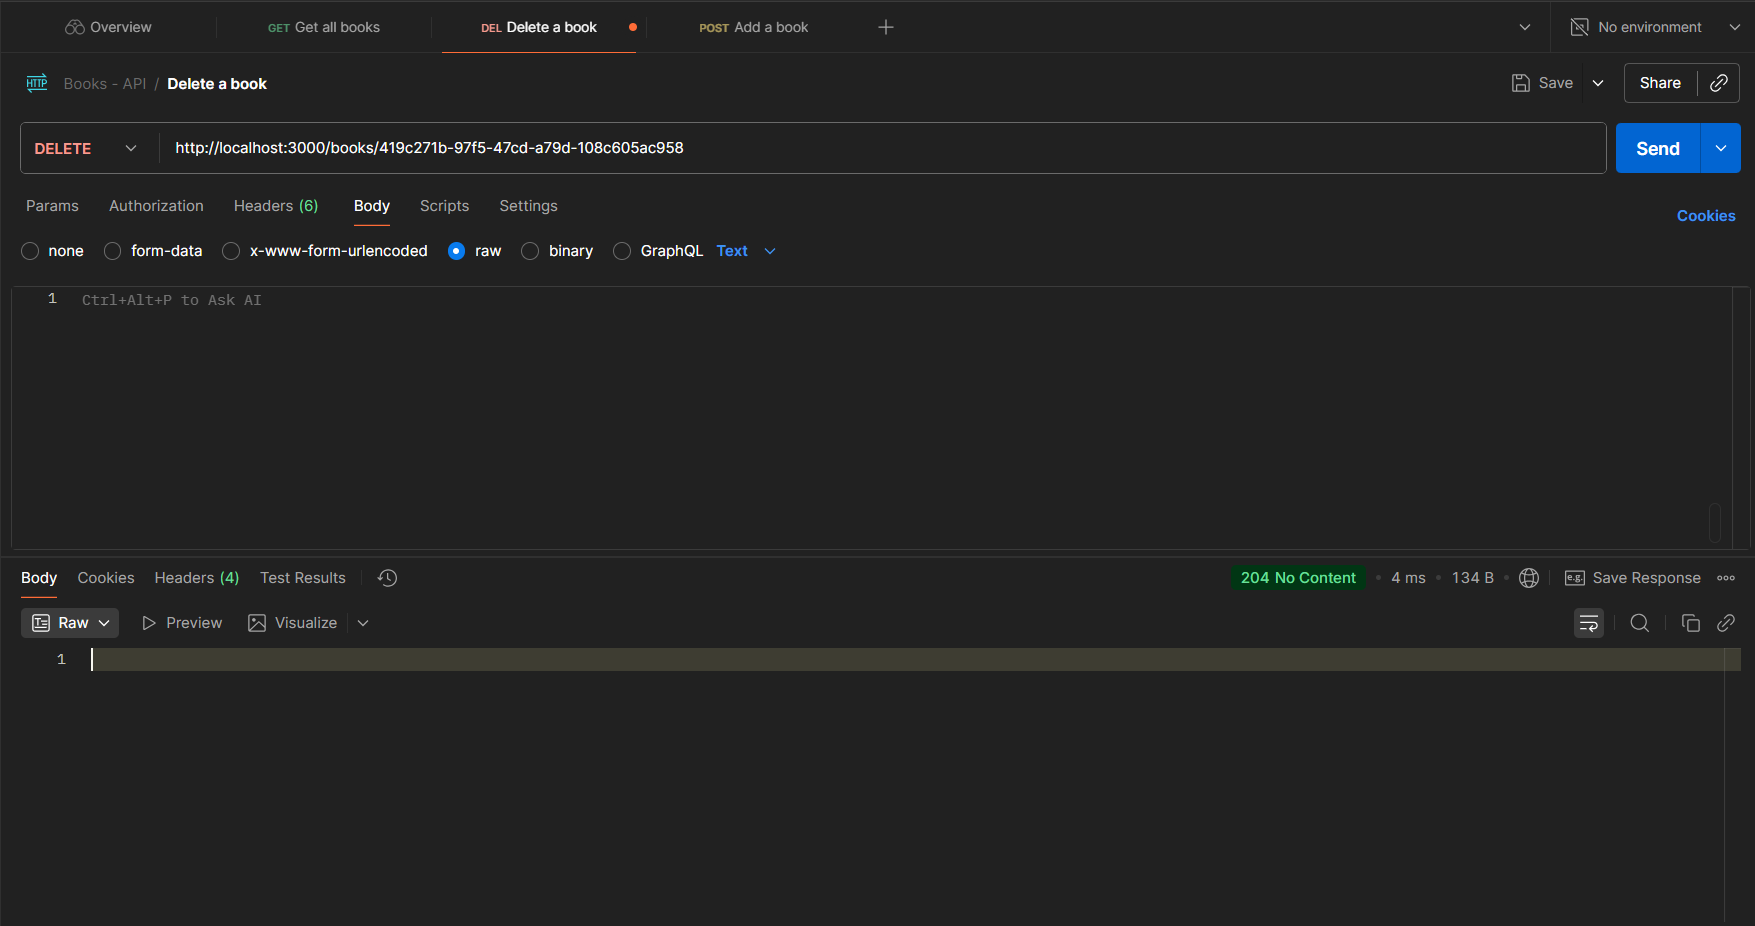 Overview
GET Get all books
DEL Delete a book
POST Add a book
No environment
HTTP Books - API / Delete a book
Save
Share
DELETE
http://localhost:3000/books/419c271b-97f5-47cd-a79d-108c605ac958
Send
Params Authorization Headers (6) Body Scripts Settings
Cookies
none form-data x-www-form-urlencoded raw binary GraphQL Text
1 Ctrl+Alt+P to Ask AI
Body Cookies Headers (4) Test Results
204 No Content • 4 ms • 134 B
e.g. Save Response
Raw Preview Visualize
1